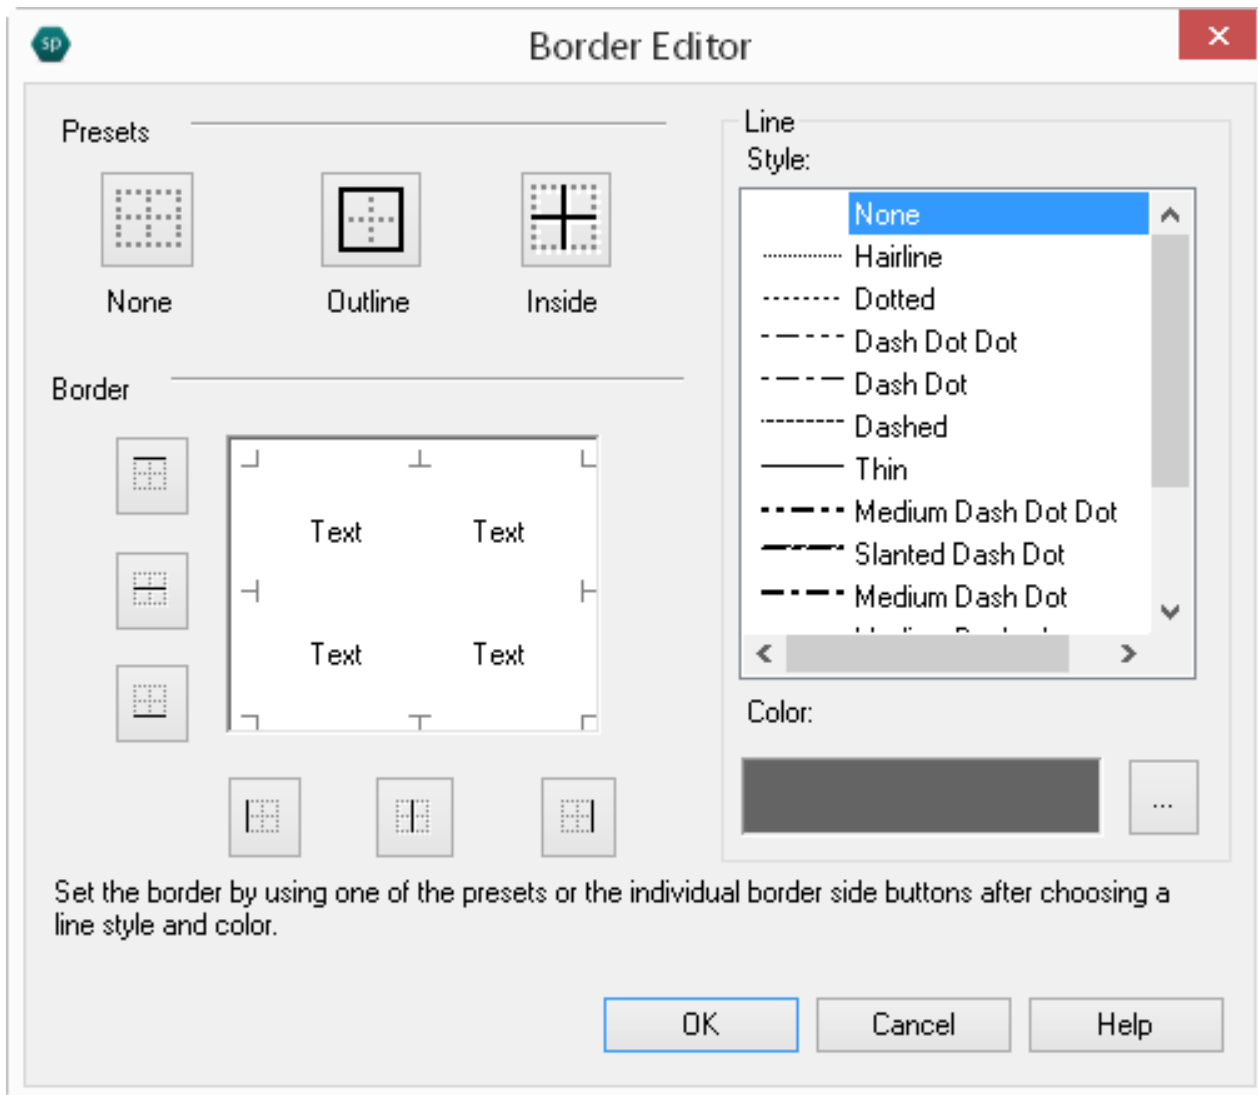 sp
Border Editor
Presets
None
Outline
Inside
Border
Text Text
Text Text
Line
Style:
None
Hairline
Dotted
Dash Dot Dot
Dash Dot
Dashed
Thin
Medium Dash Dot Dot
Slanted Dash Dot
Medium Dash Dot
Color:
...
Set the border by using one of the presets or the individual border side buttons after choosing a
line style and color.
OK Cancel Help